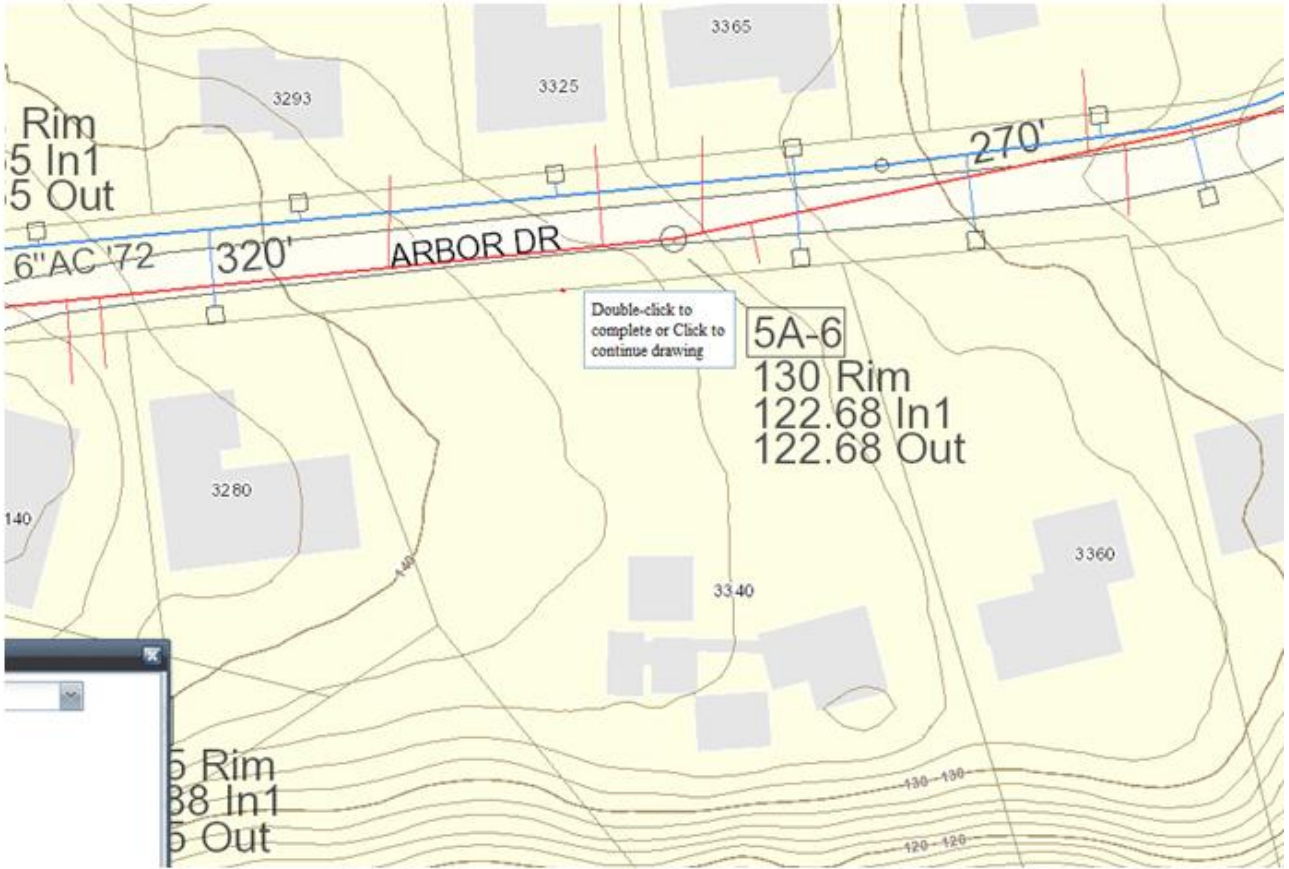 3365
3325
3293
Rim
5 In1
5 Out
270'
6"AC '72
320'
ARBOR DR
Double-click to
complete or Click to
continue drawing
5A-6
130 Rim
122.68 In1
122.68 Out
3280
140
140
3340
3360
5 Rim
38 In1
5 Out
130 130
120 120